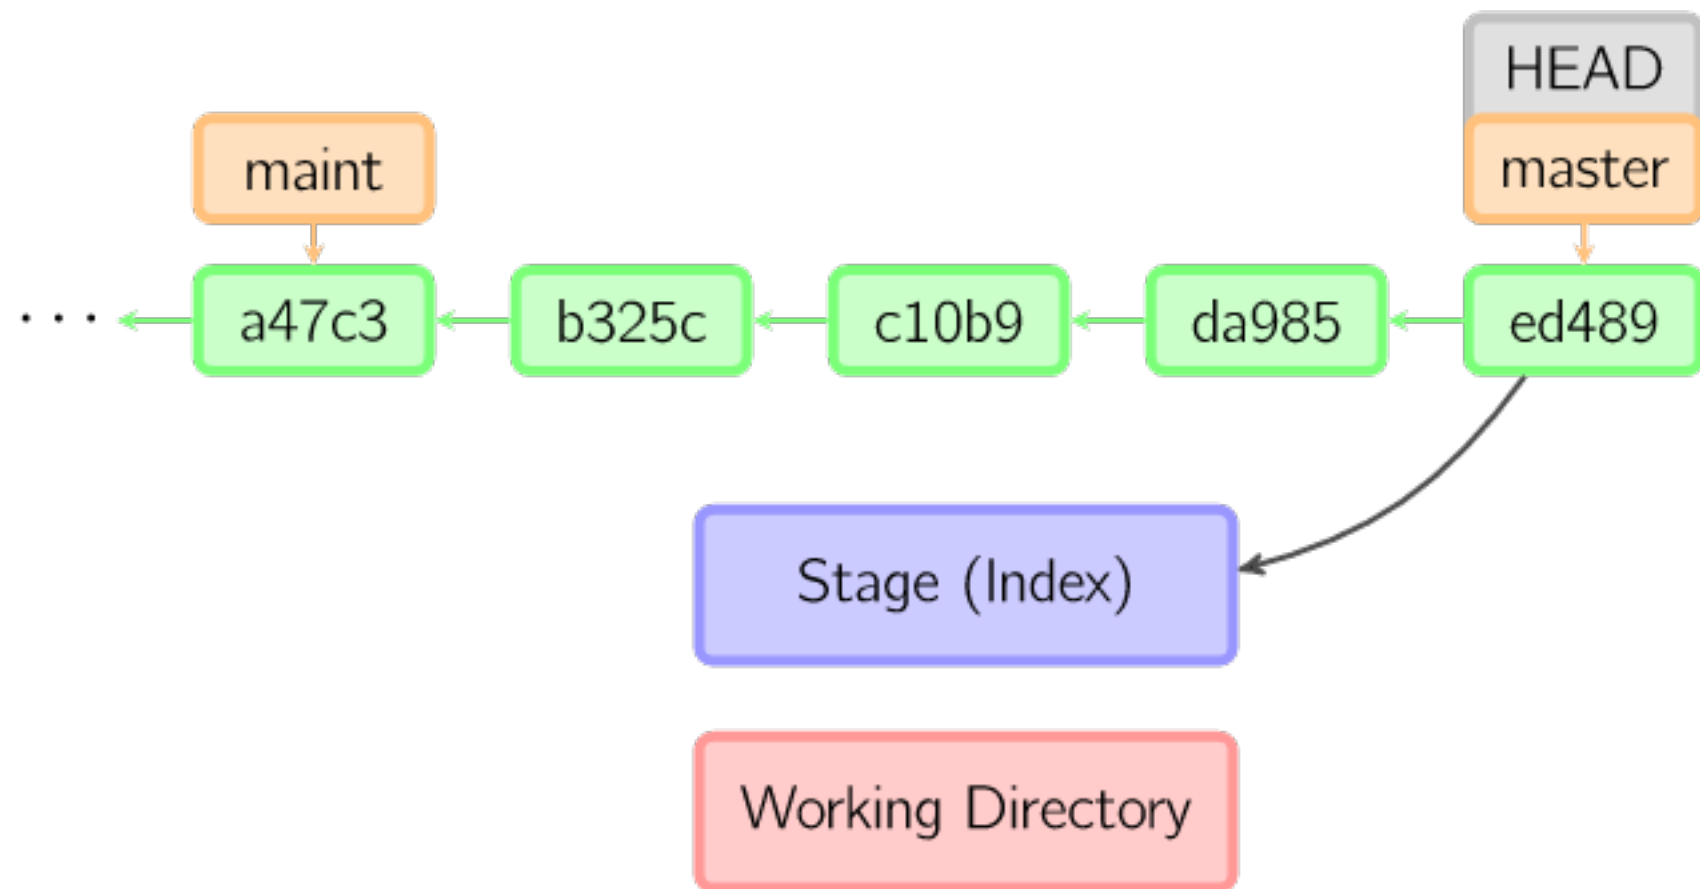 HEAD
maint
master
... a47c3 b325c c10b9 da985 ed489
Stage (Index)
Working Directory